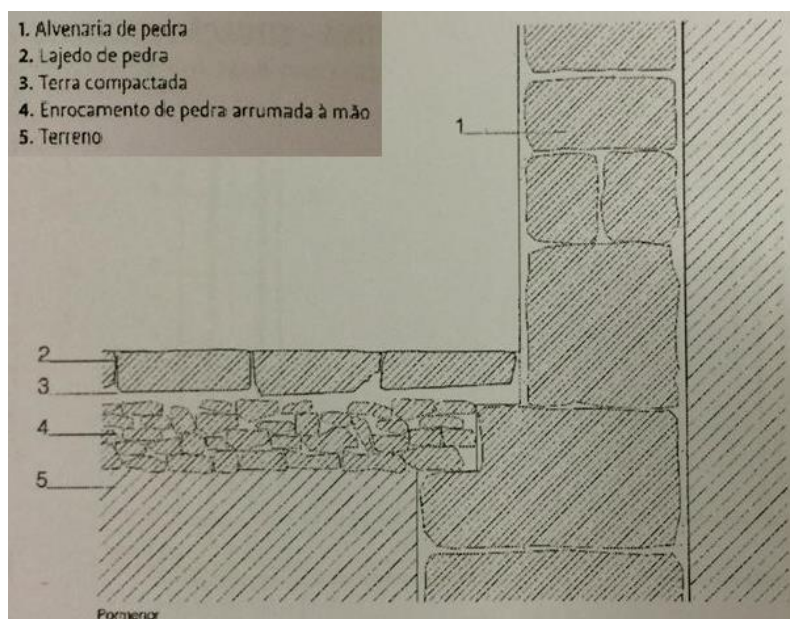 1. Alvenaria de pedra
2. Lajedo de pedra
3. Terra compactada
4. Enrocamento de pedra arrumada à mão
5. Terreno
1
2
3
4
5
Pormenor